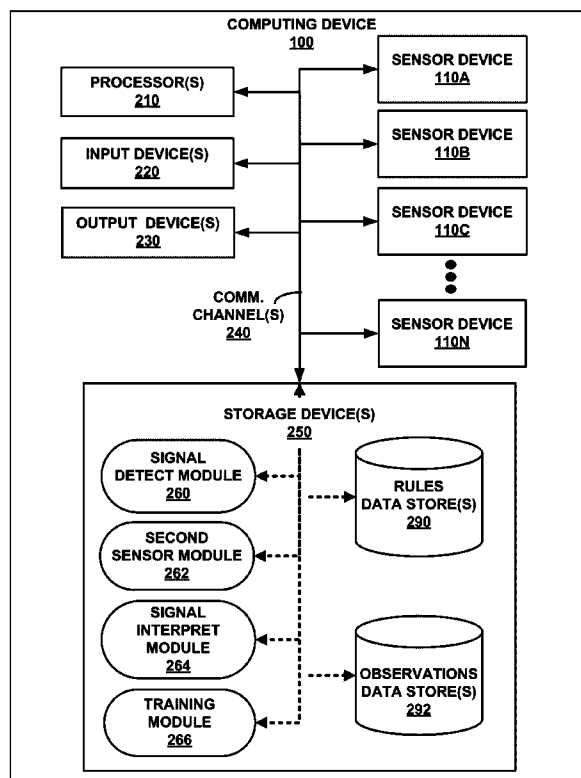 COMPUTING DEVICE
100
PROCESSOR(S)
210
INPUT DEVICE(S)
220
OUTPUT DEVICE(S)
230
SENSOR DEVICE
110A
SENSOR DEVICE
110B
SENSOR DEVICE
110C
SENSOR DEVICE
110N
COMM.
CHANNEL(S)
240
STORAGE DEVICE(S)
250
SIGNAL
DETECT MODULE
260
SECOND
SENSOR MODULE
262
SIGNAL
INTERPRET MODULE
264
TRAINING
MODULE
266
RULES
DATA STORE(S)
290
OBSERVATIONS
DATA STORE(S)
292